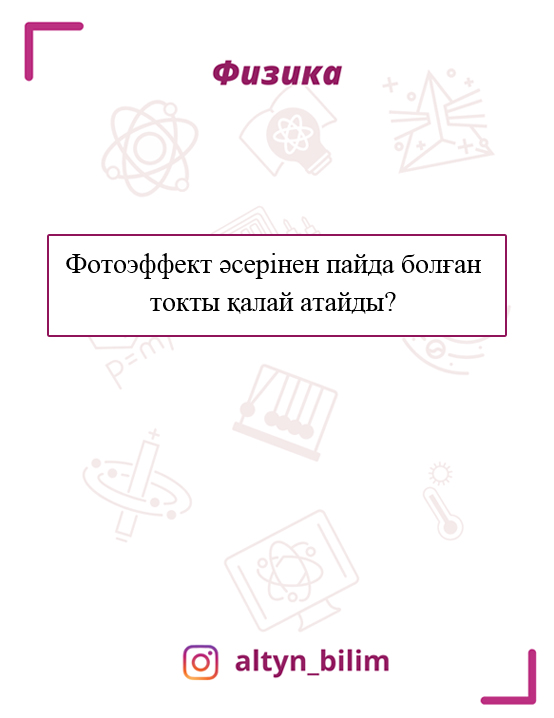 Физика
Фотоэффект әсерінен пайда болған
токты қалай атайды?
p=m/
altyn_bilim